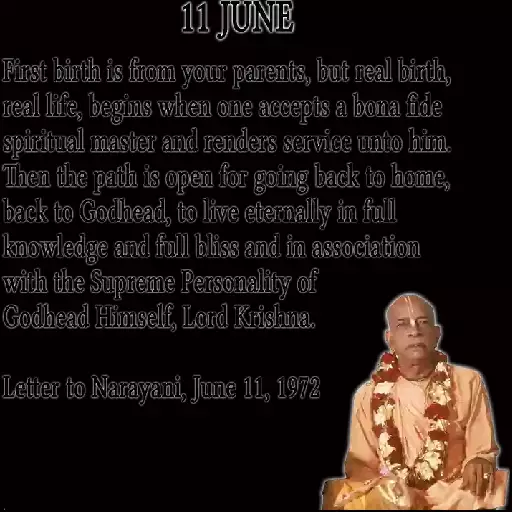 11 JUNE
First birth is from your parents, but real birth,
real life, begins when one accepts a bona fide
spiritual master and renders service unto him.
Then the path is open for going back to home,
back to Godhead, to live eternally in full
knowledge and full bliss and in association
with the Supreme Personality of
Godhead Himself, Lord Krishna.
Letter to Narayani, June 11, 1972